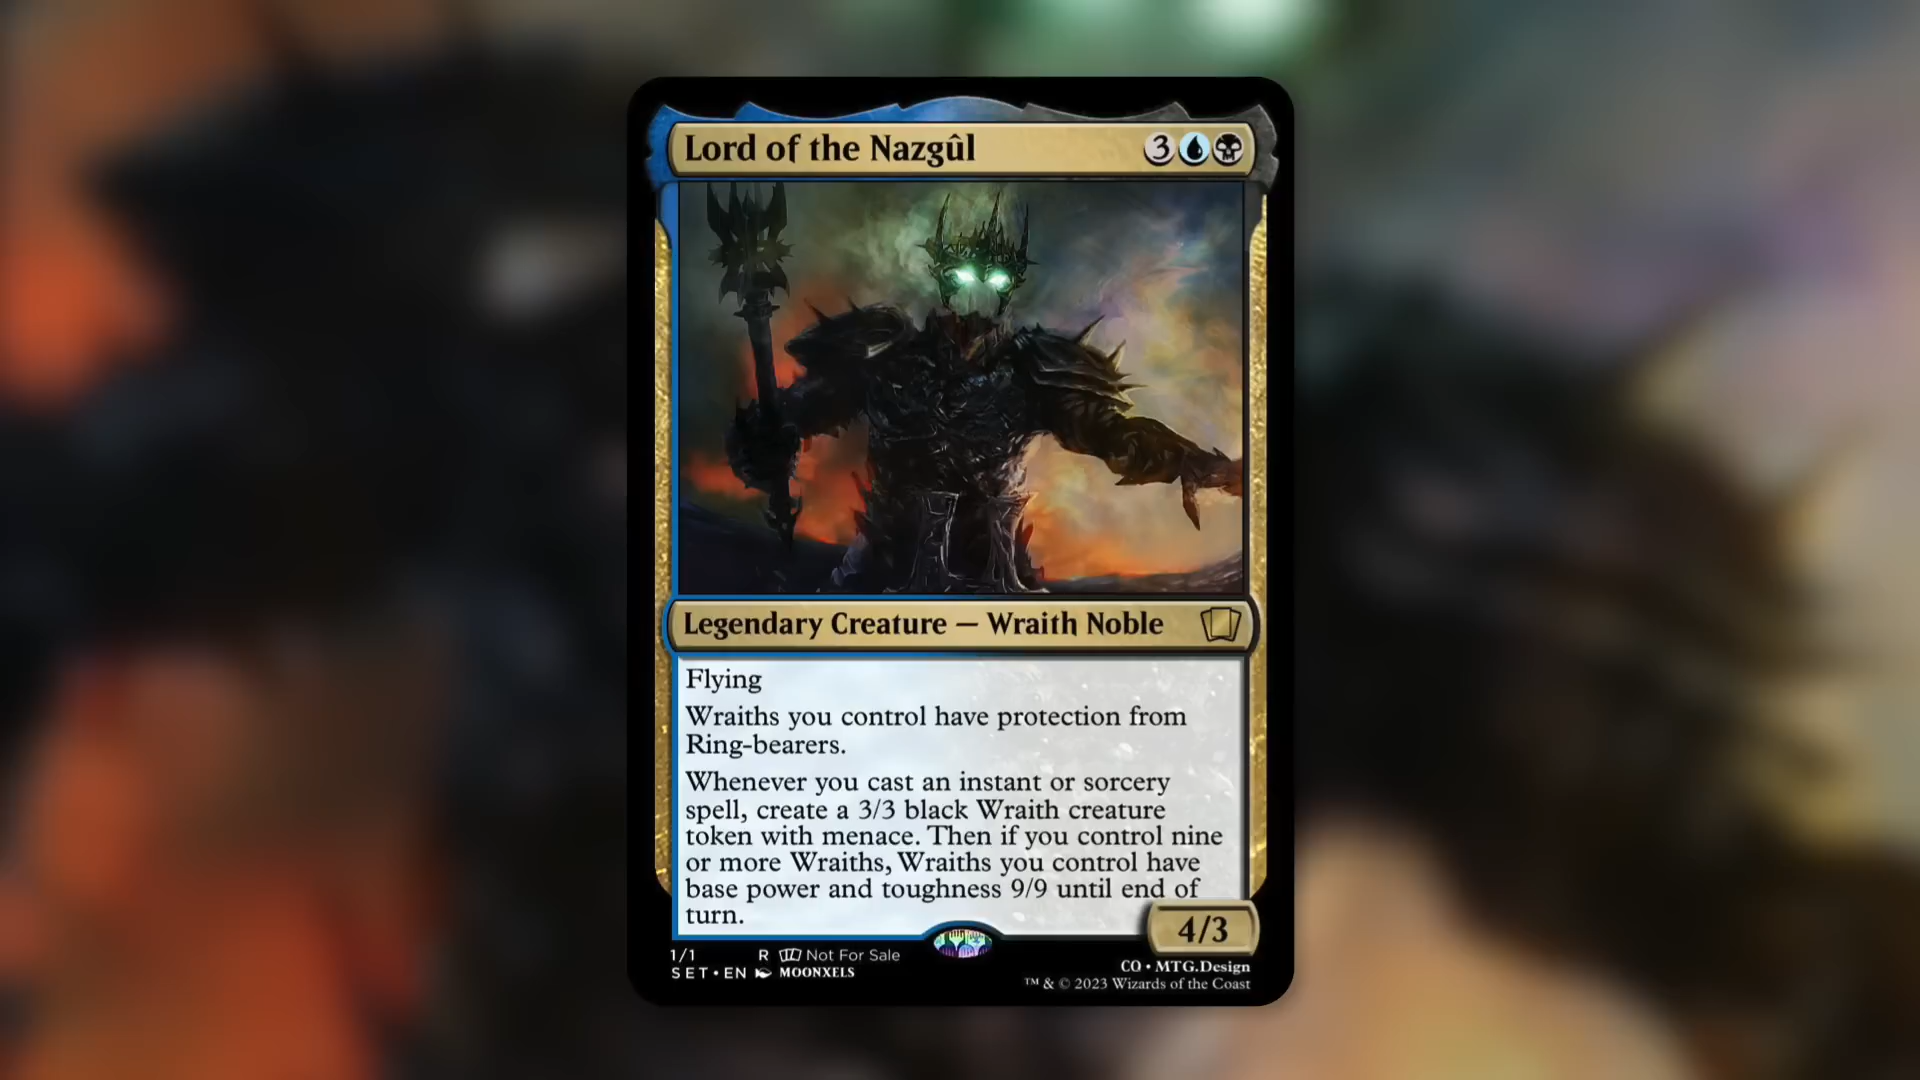 Lord of the Nazgûl 3
Legendary Creature — Wraith Noble
Flying
Wraiths you control have protection from
Ring-bearers.
Whenever you cast an instant or sorcery
spell, create a 3/3 black Wraith creature
token with menace. Then if you control nine
or more Wraiths, Wraiths you control have
base power and toughness 9/9 until end of
turn.
4/3
1/1 R Not For Sale
SET • EN MOONXELS
CO • MTG.Design
™ & © 2023 Wizards of the Coast